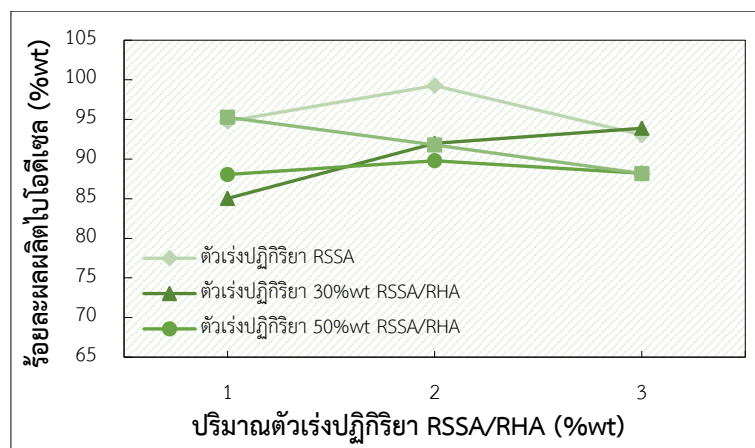 ร้อยละผลผลิตไบโอดีเซล (%wt)
105
100
95
90
85
80
75
70
65
ตัวเร่งปฏิกิริยา RSSA
ตัวเร่งปฏิกิริยา 30%wt RSSA/RHA
ตัวเร่งปฏิกิริยา 50%wt RSSA/RHA
1 2 3
ปริมาณตัวเร่งปฏิกิริยา RSSA/RHA (%wt)